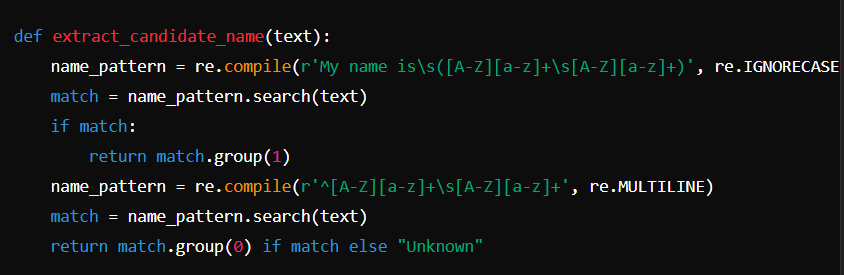 def extract_candidate_name(text):
    name_pattern = re.compile(r'My name is\s([A-Z][a-z]+\s[A-Z][a-z]+)', re.IGNORECASE
    match = name_pattern.search(text)
    if match:
        return match.group(1)
    name_pattern = re.compile(r'^[A-Z][a-z]+\s[A-Z][a-z]+', re.MULTILINE)
    match = name_pattern.search(text)
    return match.group(0) if match else "Unknown"